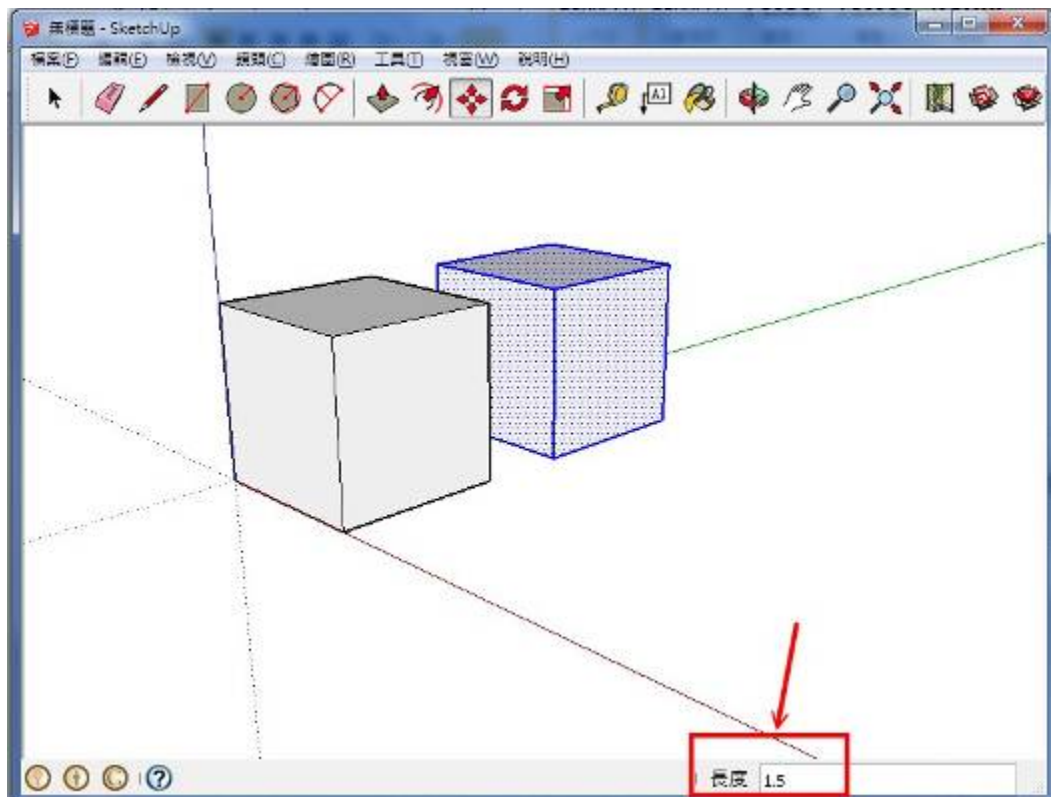 無標題 - SketchUp
檔案(F) 編輯(E) 檢視(V) 鏡頭(C) 繪圖(R) 工具(T) 視窗(W) 說明(H)
A1
長度 1.5